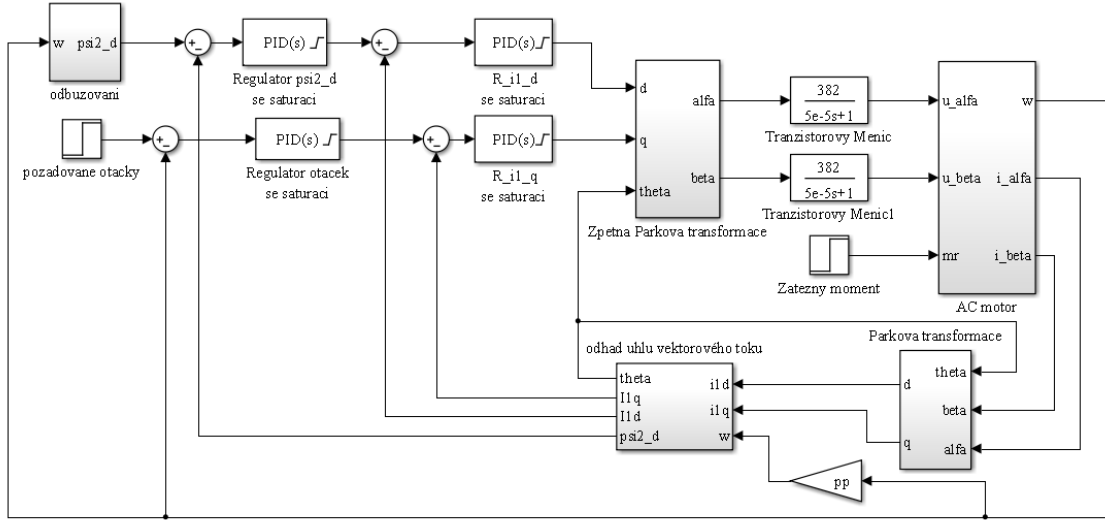 w psi2_d
odbuzovani
+_
PID(s)
Regulator psi2_d
se saturaci
+_
PID(s)
R_i1_d
se saturaci
pozadovane otacky
+_
PID(s)
Regulator otacek
se saturaci
+_
PID(s)
R_i1_q
se saturaci
d
q
theta
alfa
beta
Zpetna Parkova transformace
382
5e-5s+1
Tranzistorovy Menic
382
5e-5s+1
Tranzistorovy Menic1
Zatezny moment
u_alfa
u_beta
mr
w
i_alfa
i_beta
AC motor
odhad uhlu vektorového toku
theta
I1q
I1d
psi2_d
i1d
i1q
w
Parkova transformace
d
q
theta
beta
alfa
pp